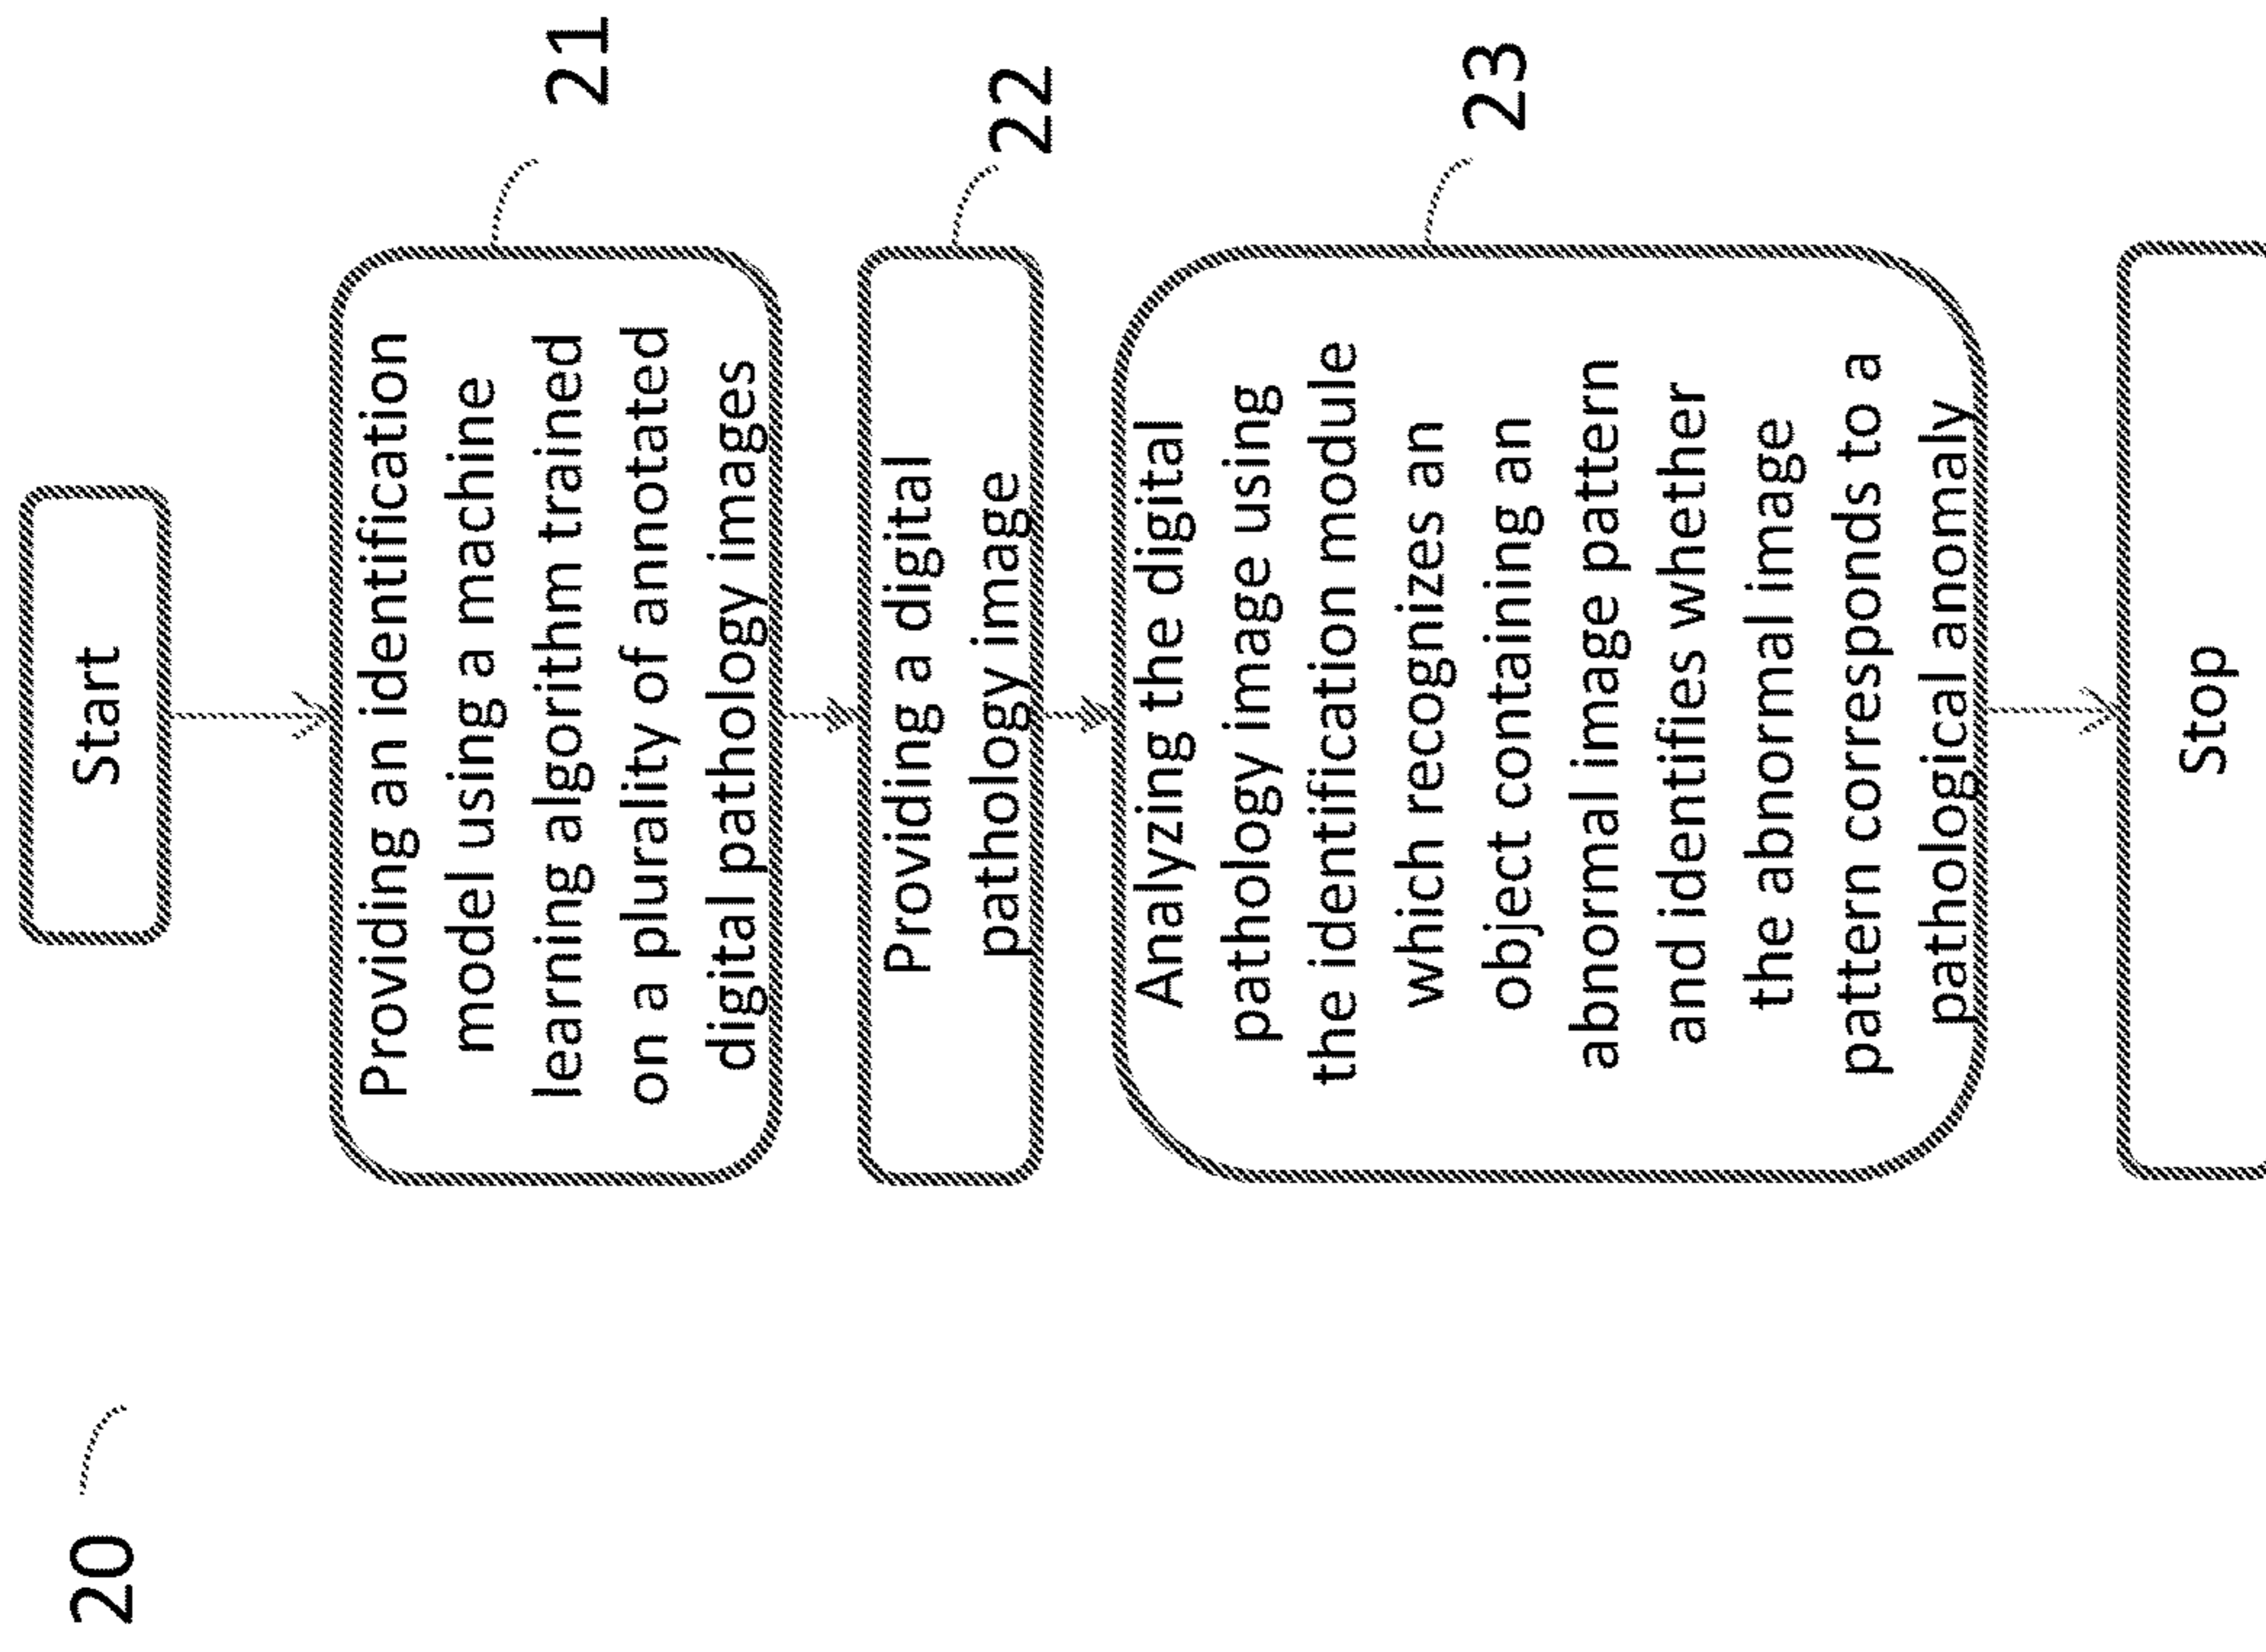 20
Start
Providing an identification
model using a machine
learning algorithm trained
on a plurality of annotated
digital pathology images
21
Providing a digital
pathology image
22
Analyzing the digital
pathology image using
the identification module
which recognizes an
object containing an
abnormal image pattern
and identifies whether
the abnormal image
pattern corresponds to a
pathological anomaly
23
Stop